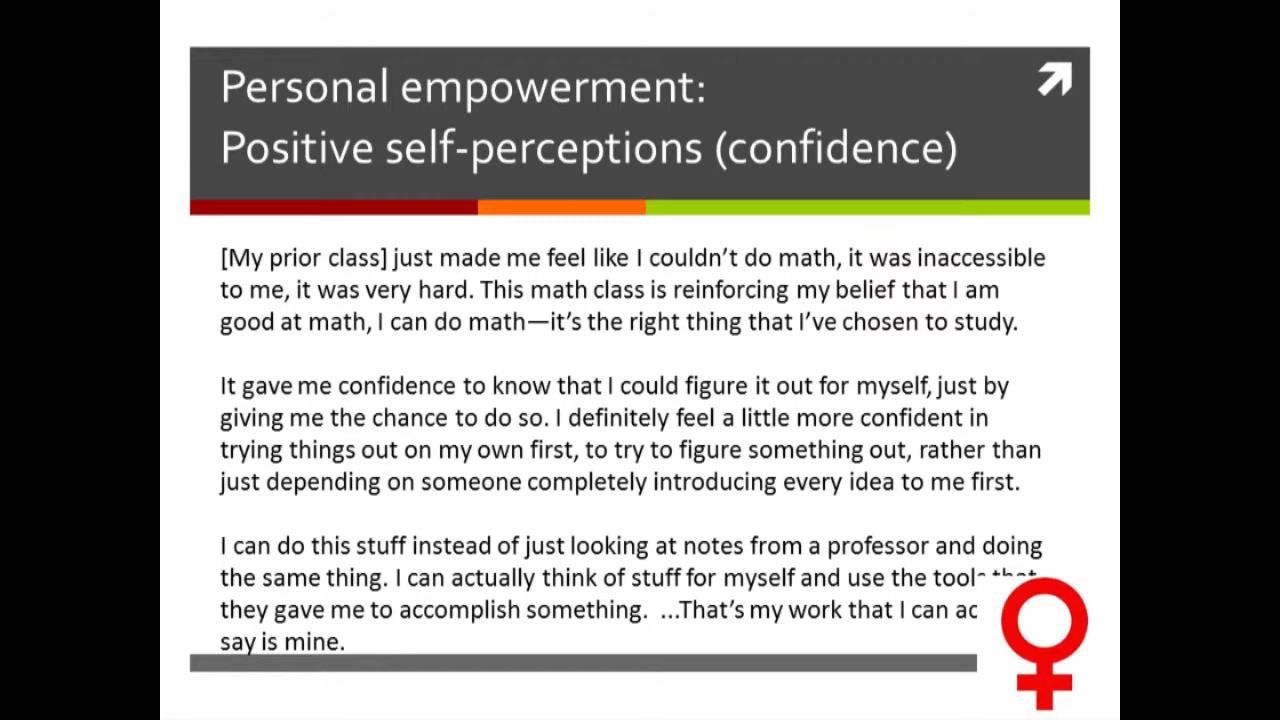 Personal empowerment:
Positive self-perceptions (confidence)
[My prior class] just made me feel like I couldn’t do math, it was inaccessible
to me, it was very hard. This math class is reinforcing my belief that I am
good at math, I can do math—it’s the right thing that I’ve chosen to study.
It gave me confidence to know that I could figure it out for myself, just by
giving me the chance to do so. I definitely feel a little more confident in
trying things out on my own first, to try to figure something out, rather than
just depending on someone completely introducing every idea to me first.
I can do this stuff instead of just looking at notes from a professor and doing
the same thing. I can actually think of stuff for myself and use the tools that
they gave me to accomplish something. ...That’s my work that I can
say is mine.